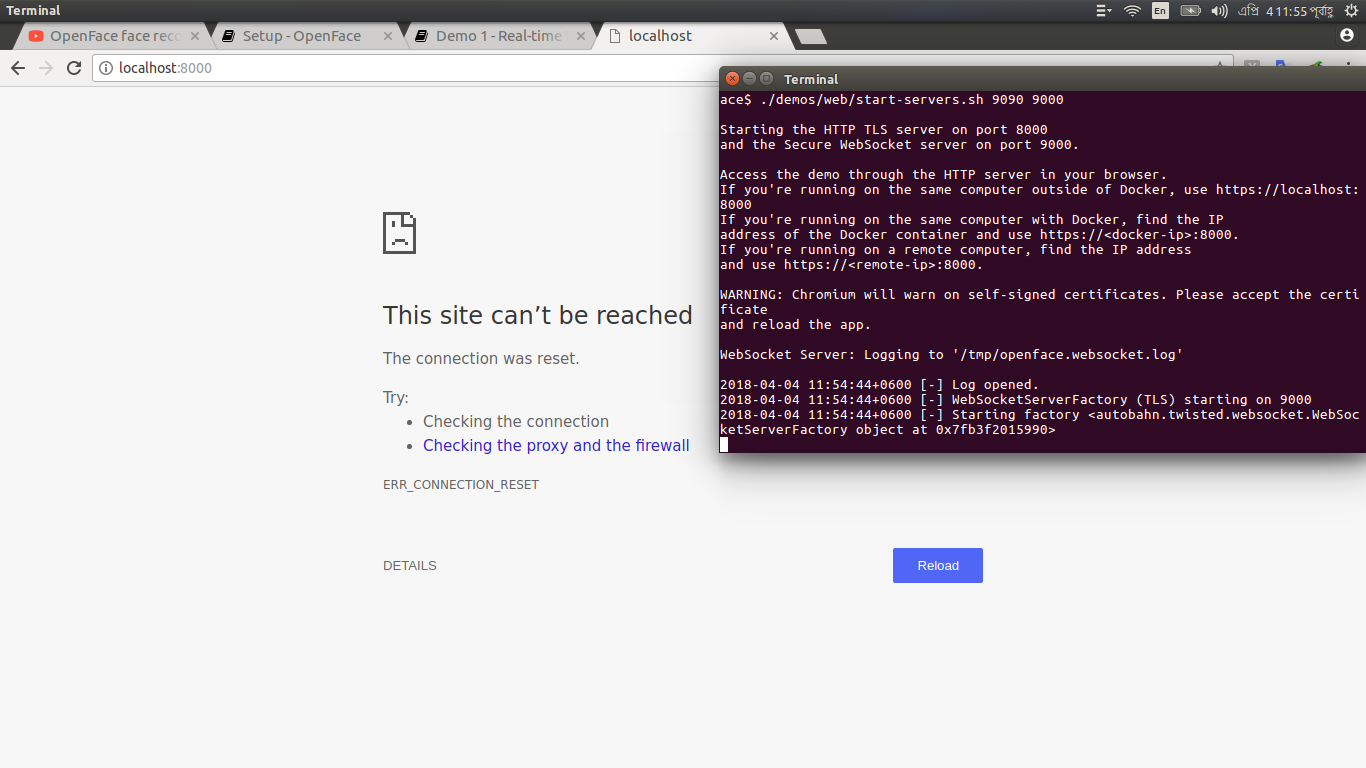 Terminal
En
এপ্রি 4 11:55 পূর্বাহ্ণ
OpenFace face reco
Setup - OpenFace
Demo 1 - Real-time
localhost
localhost:8000
Terminal
ace$ ./demos/web/start-servers.sh 9090 9000
Starting the HTTP TLS server on port 8000
and the Secure WebSocket server on port 9000.
Access the demo through the HTTP server in your browser.
If you're running on the same computer outside of Docker, use https://localhost:
8000
If you're running on the same computer with Docker, find the IP
address of the Docker container and use https://<docker-ip>:8000.
If you're running on a remote computer, find the IP address
and use https://<remote-ip>:8000.
WARNING: Chromium will warn on self-signed certificates. Please accept the certi
ficate
and reload the app.
WebSocket Server: Logging to '/tmp/openface.websocket.log'
2018-04-04 11:54:44+0600 [-] Log opened.
2018-04-04 11:54:44+0600 [-] WebSocketServerFactory (TLS) starting on 9000
2018-04-04 11:54:44+0600 [-] Starting factory <autobahn.twisted.websocket.WebSoc
ketServerFactory object at 0x7fb3f2015990>
This site can’t be reached
The connection was reset.
Try:
• Checking the connection
• Checking the proxy and the firewall
ERR_CONNECTION_RESET
DETAILS
Reload